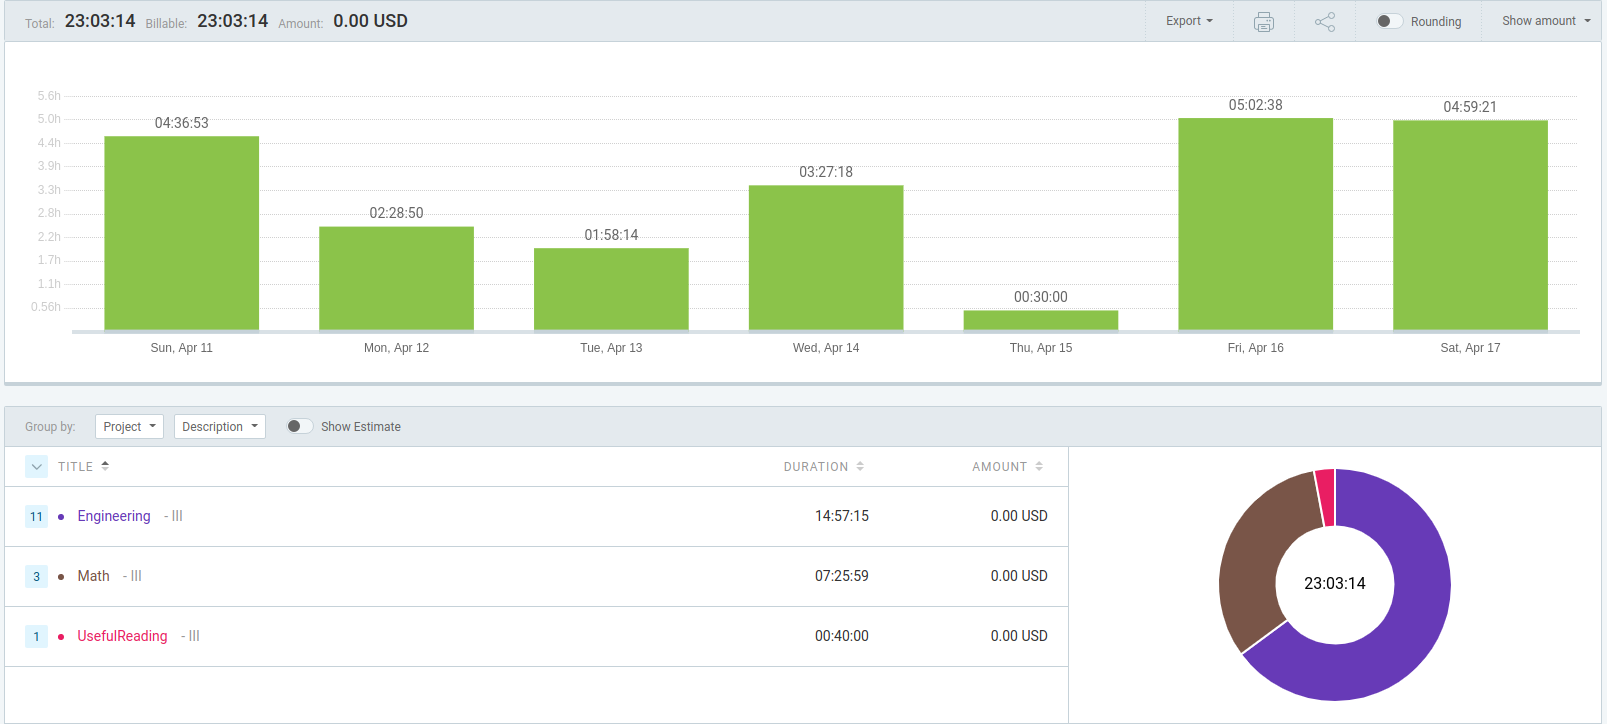 Total: 23:03:14 Billable: 23:03:14 Amount: 0.00 USD Export Rounding Show amount
5.6h
5.0h
4.4h
3.9h
3.3h
2.8h
2.2h
1.7h
1.1h
0.56h
04:36:53
02:28:50
01:58:14
03:27:18
00:30:00
05:02:38
04:59:21
Sun, Apr 11 Mon, Apr 12 Tue, Apr 13 Wed, Apr 14 Thu, Apr 15 Fri, Apr 16 Sat, Apr 17
Group by: Project Description Show Estimate
TITLE DURATION AMOUNT
11 Engineering - III 14:57:15 0.00 USD
3 Math - III 07:25:59 0.00 USD
1 UsefulReading - III 00:40:00 0.00 USD
23:03:14